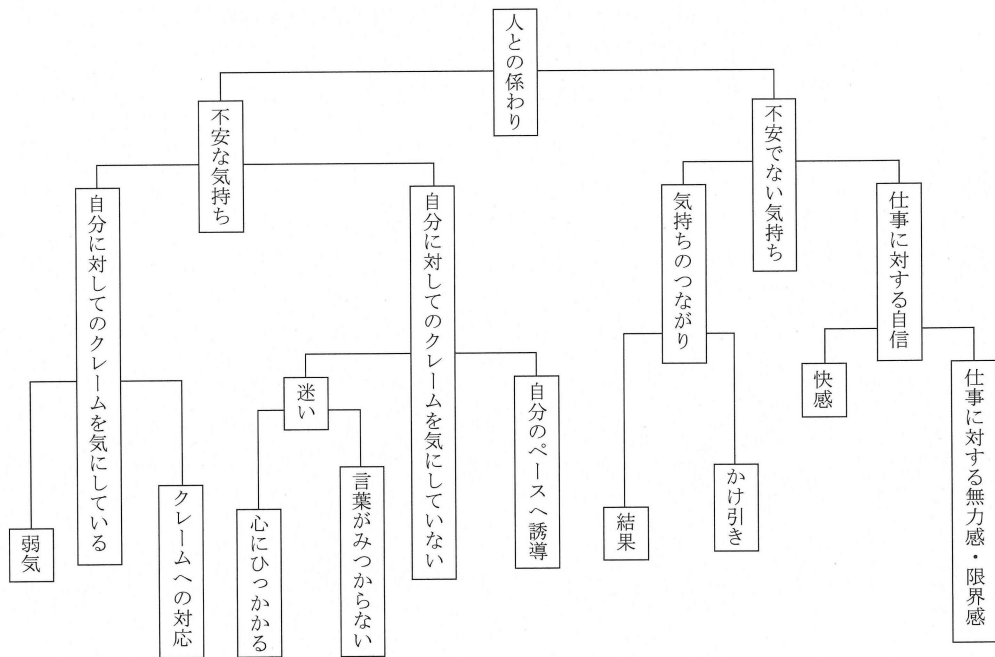 人との係わり
不安でない気持ち
仕事に対する自信
仕事に対する無力感・限界感
快感
気持ちのつながり
かけ引き
結果
不安な気持ち
自分に対してのクレームを気にしていない
自分のペースへ誘導
迷い
言葉がみつからない
心にひっかかる
自分に対してのクレームを気にしている
クレームへの対応
弱気